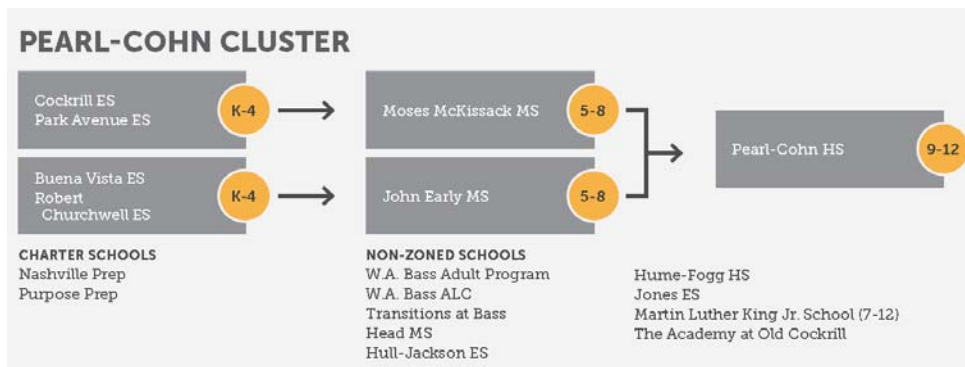 PEARL-COHN CLUSTER
Cockrill ES
Park Avenue ES
K-4
Moses McKissack MS
5-8
Buena Vista ES
Robert
Churchwell ES
K-4
John Early MS
5-8
Pearl-Cohn HS
9-12
CHARTER SCHOOLS
Nashville Prep
Purpose Prep
NON-ZONED SCHOOLS
W.A. Bass Adult Program
W.A. Bass ALC
Transitions at Bass
Head MS
Hull-Jackson ES
Hume-Fogg HS
Jones ES
Martin Luther King Jr. School (7-12)
The Academy at Old Cockrill